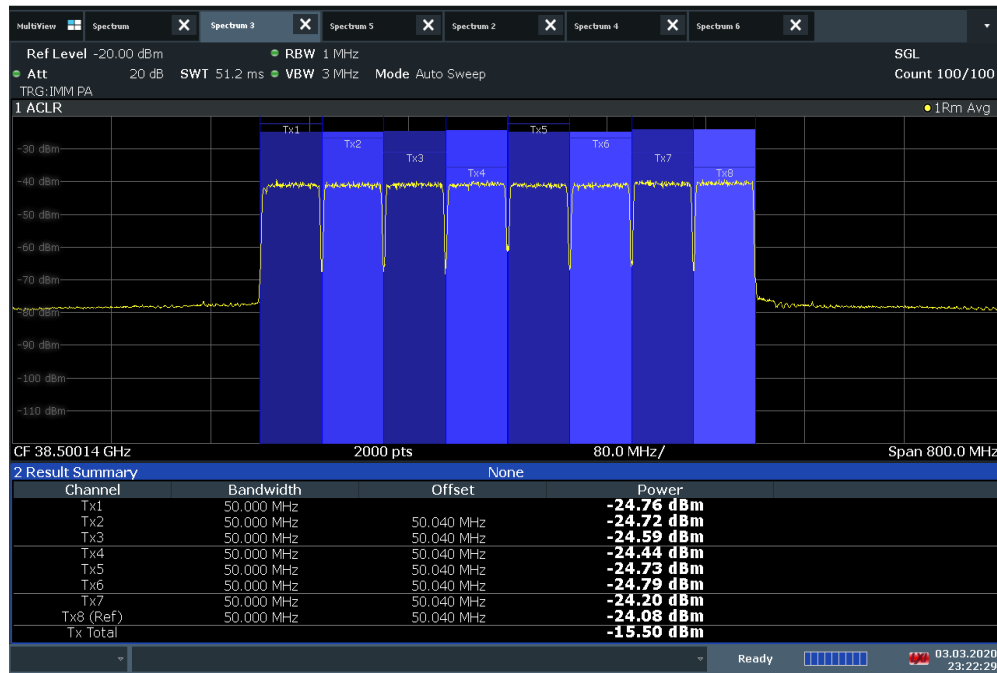 MultiView Spectrum X Spectrum 3 X Spectrum 5 X Spectrum 2 X Spectrum 4 X Spectrum 6 X
Ref Level -20.00 dBm RBW 1 MHz SGL
Att 20 dB SWT 51.2 ms VBW 3 MHz Mode Auto Sweep Count 100/100
TRG:IMM PA
1 ACLR 1Rm Avg
Tx1 Tx5
Tx2 Tx6
-30 dBm
Tx3 Tx7
Tx4 Tx8
-40 dBm
-50 dBm
-60 dBm
-70 dBm
-80 dBm
-90 dBm
-100 dBm
-110 dBm
CF 38.50014 GHz 2000 pts 80.0 MHz/ Span 800.0 MHz
2 Result Summary None
Channel Bandwidth Offset Power
Tx1 50.000 MHz -24.76 dBm
Tx2 50.000 MHz 50.040 MHz -24.72 dBm
Tx3 50.000 MHz 50.040 MHz -24.59 dBm
Tx4 50.000 MHz 50.040 MHz -24.44 dBm
Tx5 50.000 MHz 50.040 MHz -24.73 dBm
Tx6 50.000 MHz 50.040 MHz -24.79 dBm
Tx7 50.000 MHz 50.040 MHz -24.20 dBm
Tx8 (Ref) 50.000 MHz 50.040 MHz -24.08 dBm
Tx Total -15.50 dBm
Ready 03.03.2020
23:22:29